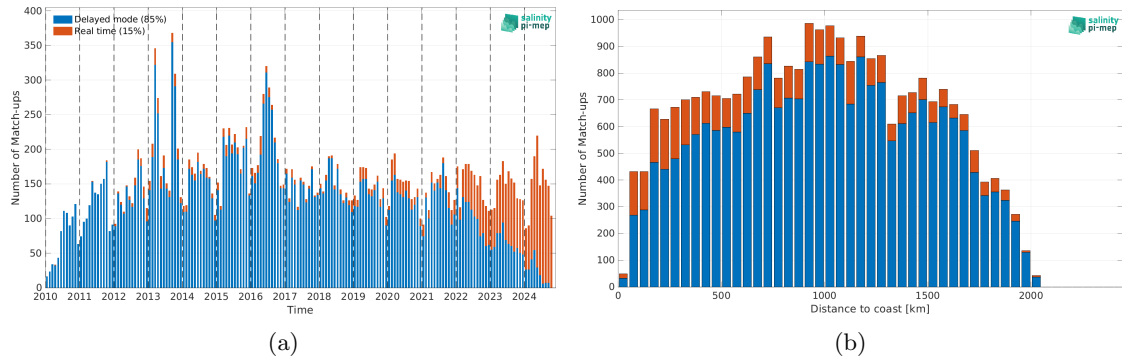 Delayed mode (85%)
Real time (15%)
salinity
pi-mep
Number of Match-ups
400
350
300
250
200
150
100
50
0
2010 2011 2012 2013 2014 2015 2016 2017 2018 2019 2020 2021 2022 2023 2024
Time
(a)
salinity
pi-mep
Number of Match-ups
1000
900
800
700
600
500
400
300
200
100
0
0 500 1000 1500 2000
Distance to coast [km]
(b)